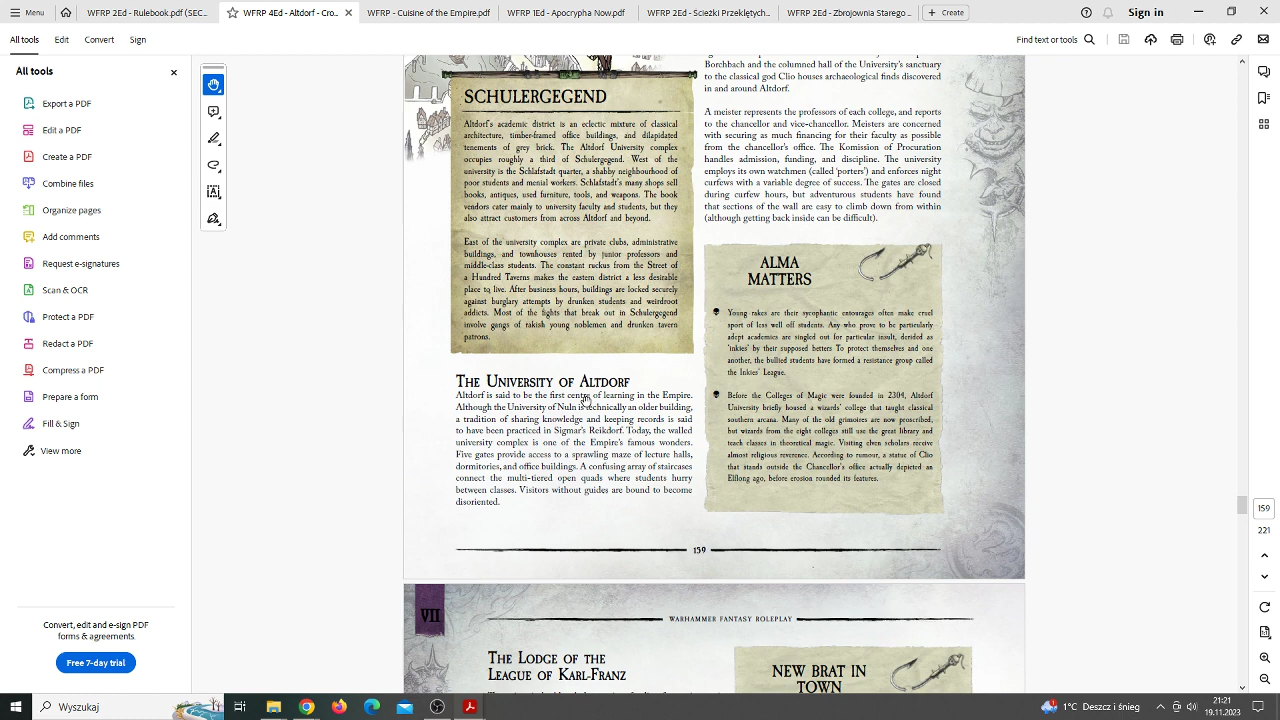 Menu
WFRP 4Ed - Rulebook.pdf (SEC...
WFRP 4Ed - Altdorf - Cro...
WFRP - Cuisine of the Empire.pdf
WFRP 1Ed - Apocrypha Now.pdf
WFRP 2Ed - Ścieżki Przeklętych...
WFRP 2Ed - Zbrojownia Starego ...
Create
Sign in
All tools
Edit
Convert
Sign
Find text or tools
All tools
Export a PDF
Edit a PDF
Create a PDF
Combine files
Organize pages
Add comments
Request e-signatures
Scan & OCR
Protect a PDF
Redact a PDF
Compress a PDF
Prepare a form
Fill & Sign
View more
Convert, edit and e-sign PDF
forms & agreements.
Free 7-day trial
SCHULERGEGEND
Altdorf's academic district is an eclectic mixture of classical
architecture, timber-framed office buildings, and dilapidated
tenements of grey brick. The Altdorf University complex
occupies roughly a third of Schulergegend. West of the
university is the Schlafstadt quarter, a shabby neighbourhood of
poor students and menial workers. Schlafstadt's many shops sell
books, antiques, used furniture, tools, and weapons. The book
vendors cater mainly to university faculty and students, but they
also attract customers from across Altdorf and beyond.
East of the university complex are private clubs, administrative
buildings, and townhouses rented by junior professors and
middle-class students. The constant ruckus from the Street of
a Hundred Taverns makes the eastern district a less desirable
place to live. After business hours, buildings are locked securely
against burglary attempts by drunken students and weirdroot
addicts. Most of the fights that break out in Schulergegend
involve gangs of rakish young noblemen and drunken tavern
patrons.
The University of Altdorf
Altdorf is said to be the first centre of learning in the Empire.
Although the University of Nuln is technically an older building,
a tradition of sharing knowledge and keeping records is said
to have been practiced in Sigmar's Reikdorf. Today, the walled
university complex is one of the Empire's famous wonders.
Five gates provide access to a sprawling maze of lecture halls,
dormitories, and office buildings. A confusing array of staircases
connect the multi-tiered open quads where students hurry
between classes. Visitors without guides are bound to become
disoriented.
Borchbach and the columned hall of the University's sanctuary
to the classical god Clio houses archaeological finds discovered
in and around Altdorf.
A meister represents the professors of each college, and reports
to the chancellor and vice-chancellor. Meisters are concerned
with securing as much financing for their faculty as possible
from the chancellor's office. The Komission of Procuration
handles admission, funding, and discipline. The university
employs its own watchmen (called 'porters') and enforces night
curfews with a variable degree of success. The gates are closed
during curfew hours, but adventurous students have found
that sections of the wall are easy to climb down from within
(although getting back inside can be difficult).
ALMA
MATTERS
Young rakes are their sycophantic entourages often make cruel
sport of less well off students. Any who prove to be particularly
adept academics are singled out for particular insult, derided as
'inkies' by their supposed betters To protect themselves and one
another, the bullied students have formed a resistance group called
the Inkies' League.
Before the Colleges of Magic were founded in 2304, Altdorf
University briefly housed a wizards' college that taught classical
southern arcana. Many of the old grimoires are now proscribed,
but wizards from the eight colleges still use the great library and
teach classes in theoretical magic. Visiting elven scholars receive
almost religious reverence. According to rumour, a statue of Clio
that stands outside the Chancellor's office actually depicted an
Elflong ago, before erosion rounded its features.
159
VII
WARHAMMER FANTASY ROLEPLAY
The Lodge of the
League of Karl-Franz
NEW BRAT IN
TOWN
159
221
Wyszukaj
1°C Deszcz i śnieg
21:21
19.11.2023